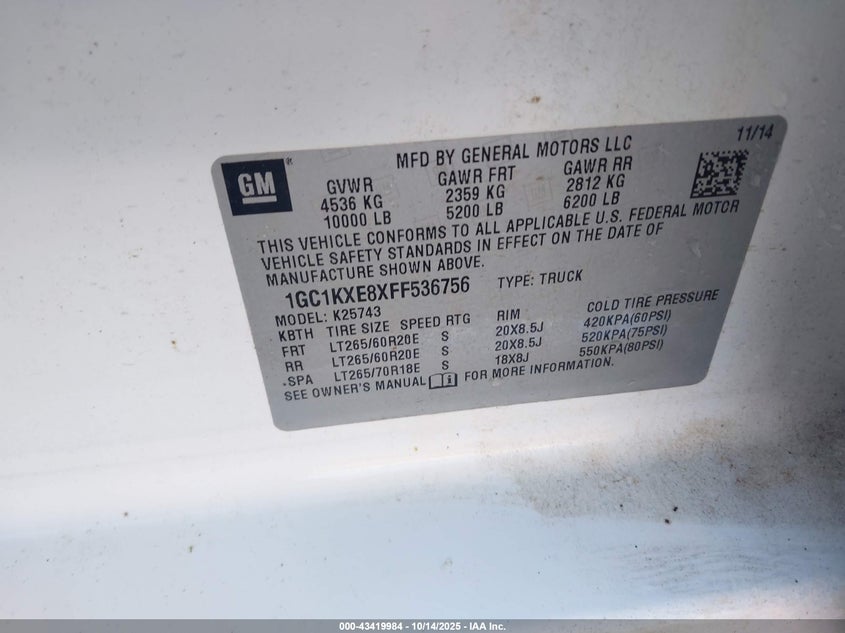 11/14
GM
MFD BY GENERAL MOTORS LLC
GVWR GAWR FRT GAWR RR
4536 KG 2359 KG 2812 KG
10000 LB 5200 LB 6200 LB
THIS VEHICLE CONFORMS TO ALL APPLICABLE U.S. FEDERAL MOTOR
VEHICLE SAFETY STANDARDS IN EFFECT ON THE DATE OF
MANUFACTURE SHOWN ABOVE.
1GC1KXE8XFF536756 TYPE: TRUCK
MODEL: K25743
KBTH TIRE SIZE SPEED RTG RIM COLD TIRE PRESSURE
FRT LT265/60R20E S 20X8.5J 420KPA(60PSI)
RR LT265/60R20E S 20X8.5J 520KPA(75PSI)
SPA LT265/70R18E S 18X8J 550KPA(80PSI)
SEE OWNER'S MANUAL FOR MORE INFORMATION.
000-43419984 - 10/14/2025 - IAA Inc.